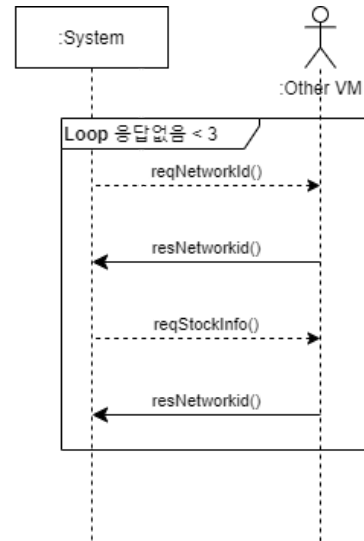 :System
:Other VM
Loop 응답없음 < 3
reqNetworkId()
resNetworkid()
reqStockInfo()
resNetworkid()